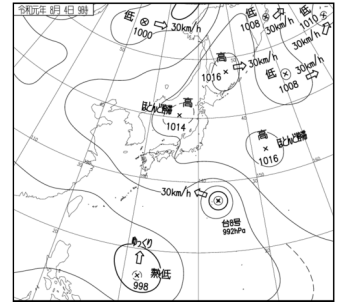 令和元年 8月 4日 9時
低
1000
30km/h
低
1008
30km/h
低
1010
30km/h
高
1016
30km/h
低
1008
30km/h
ほとんど停滞
高
1014
高
ほとんど停滞
1016
30km/h
台8号
992hPa
ゆっくり
熱低
998